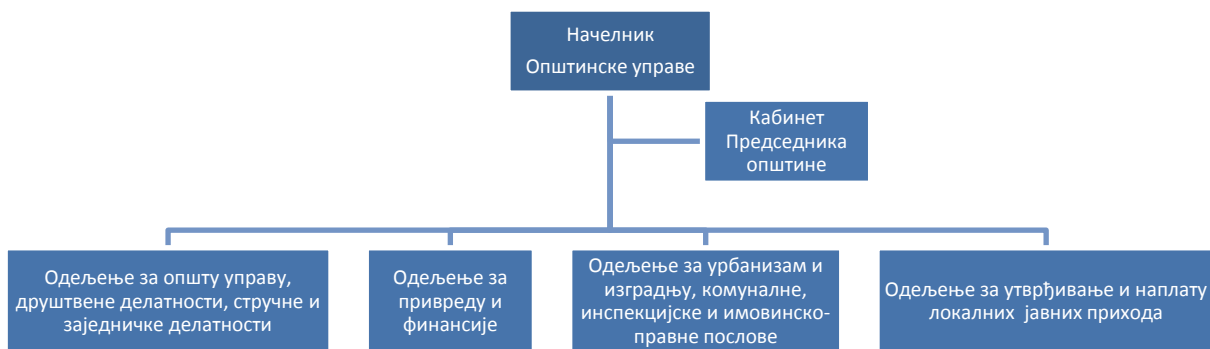 Начелник
Општинске управе
Кабинет
Председника
општине
Одељење за општу управу,
друштвене делатности, стручне и
заједничке делатности
Одељење за
привреду и
финансије
Одељење за урбанизам и
изградњу, комуналне,
инспекцијске и имовинско-
правне послове
Одељење за утврђивање и наплату
локалних јавних прихода